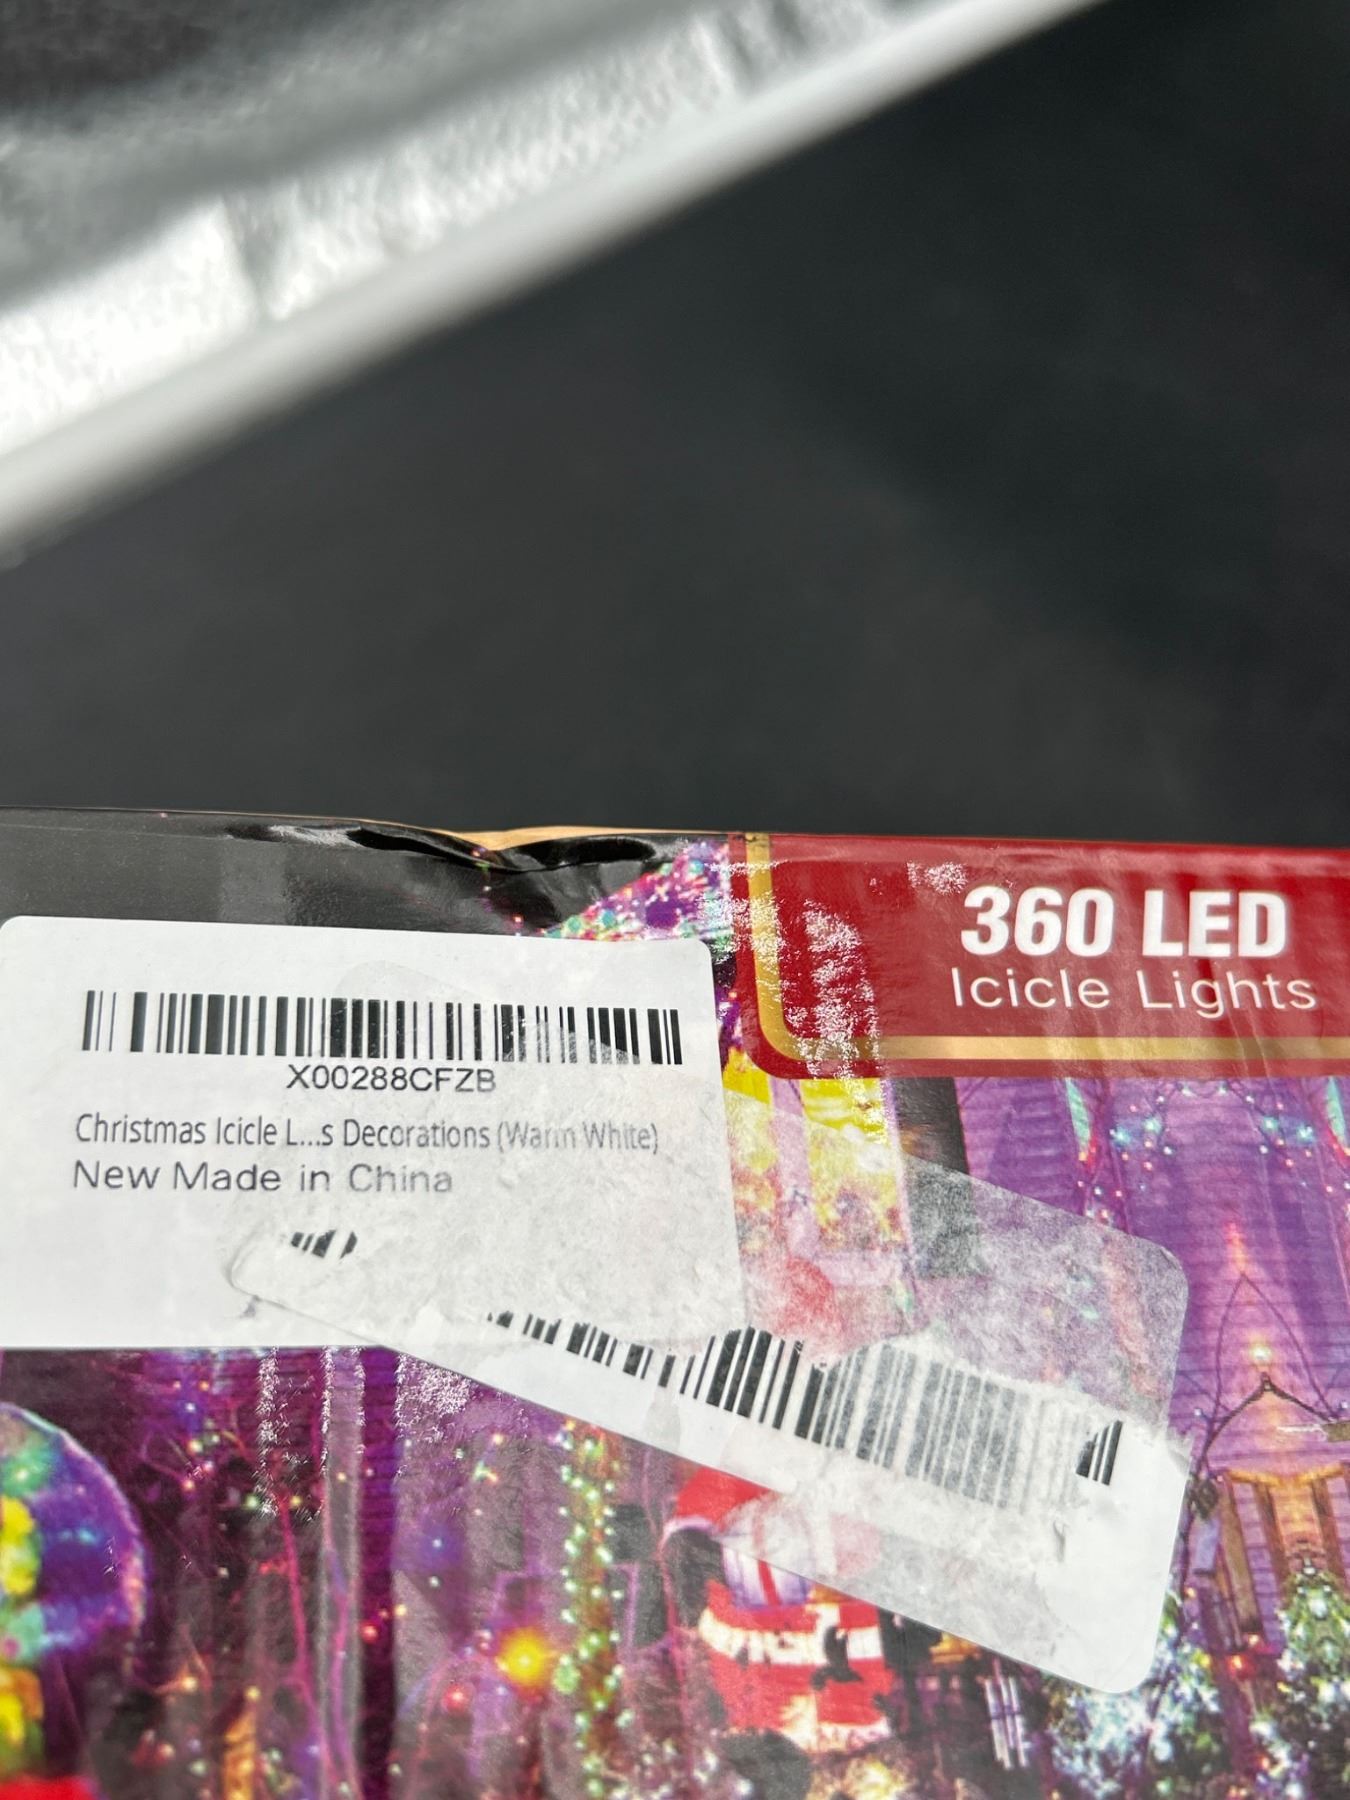 360 LED
Icicle Lights
X00288CFZB
Christmas Icicle L...s Decorations (Warm White)
New Made in China